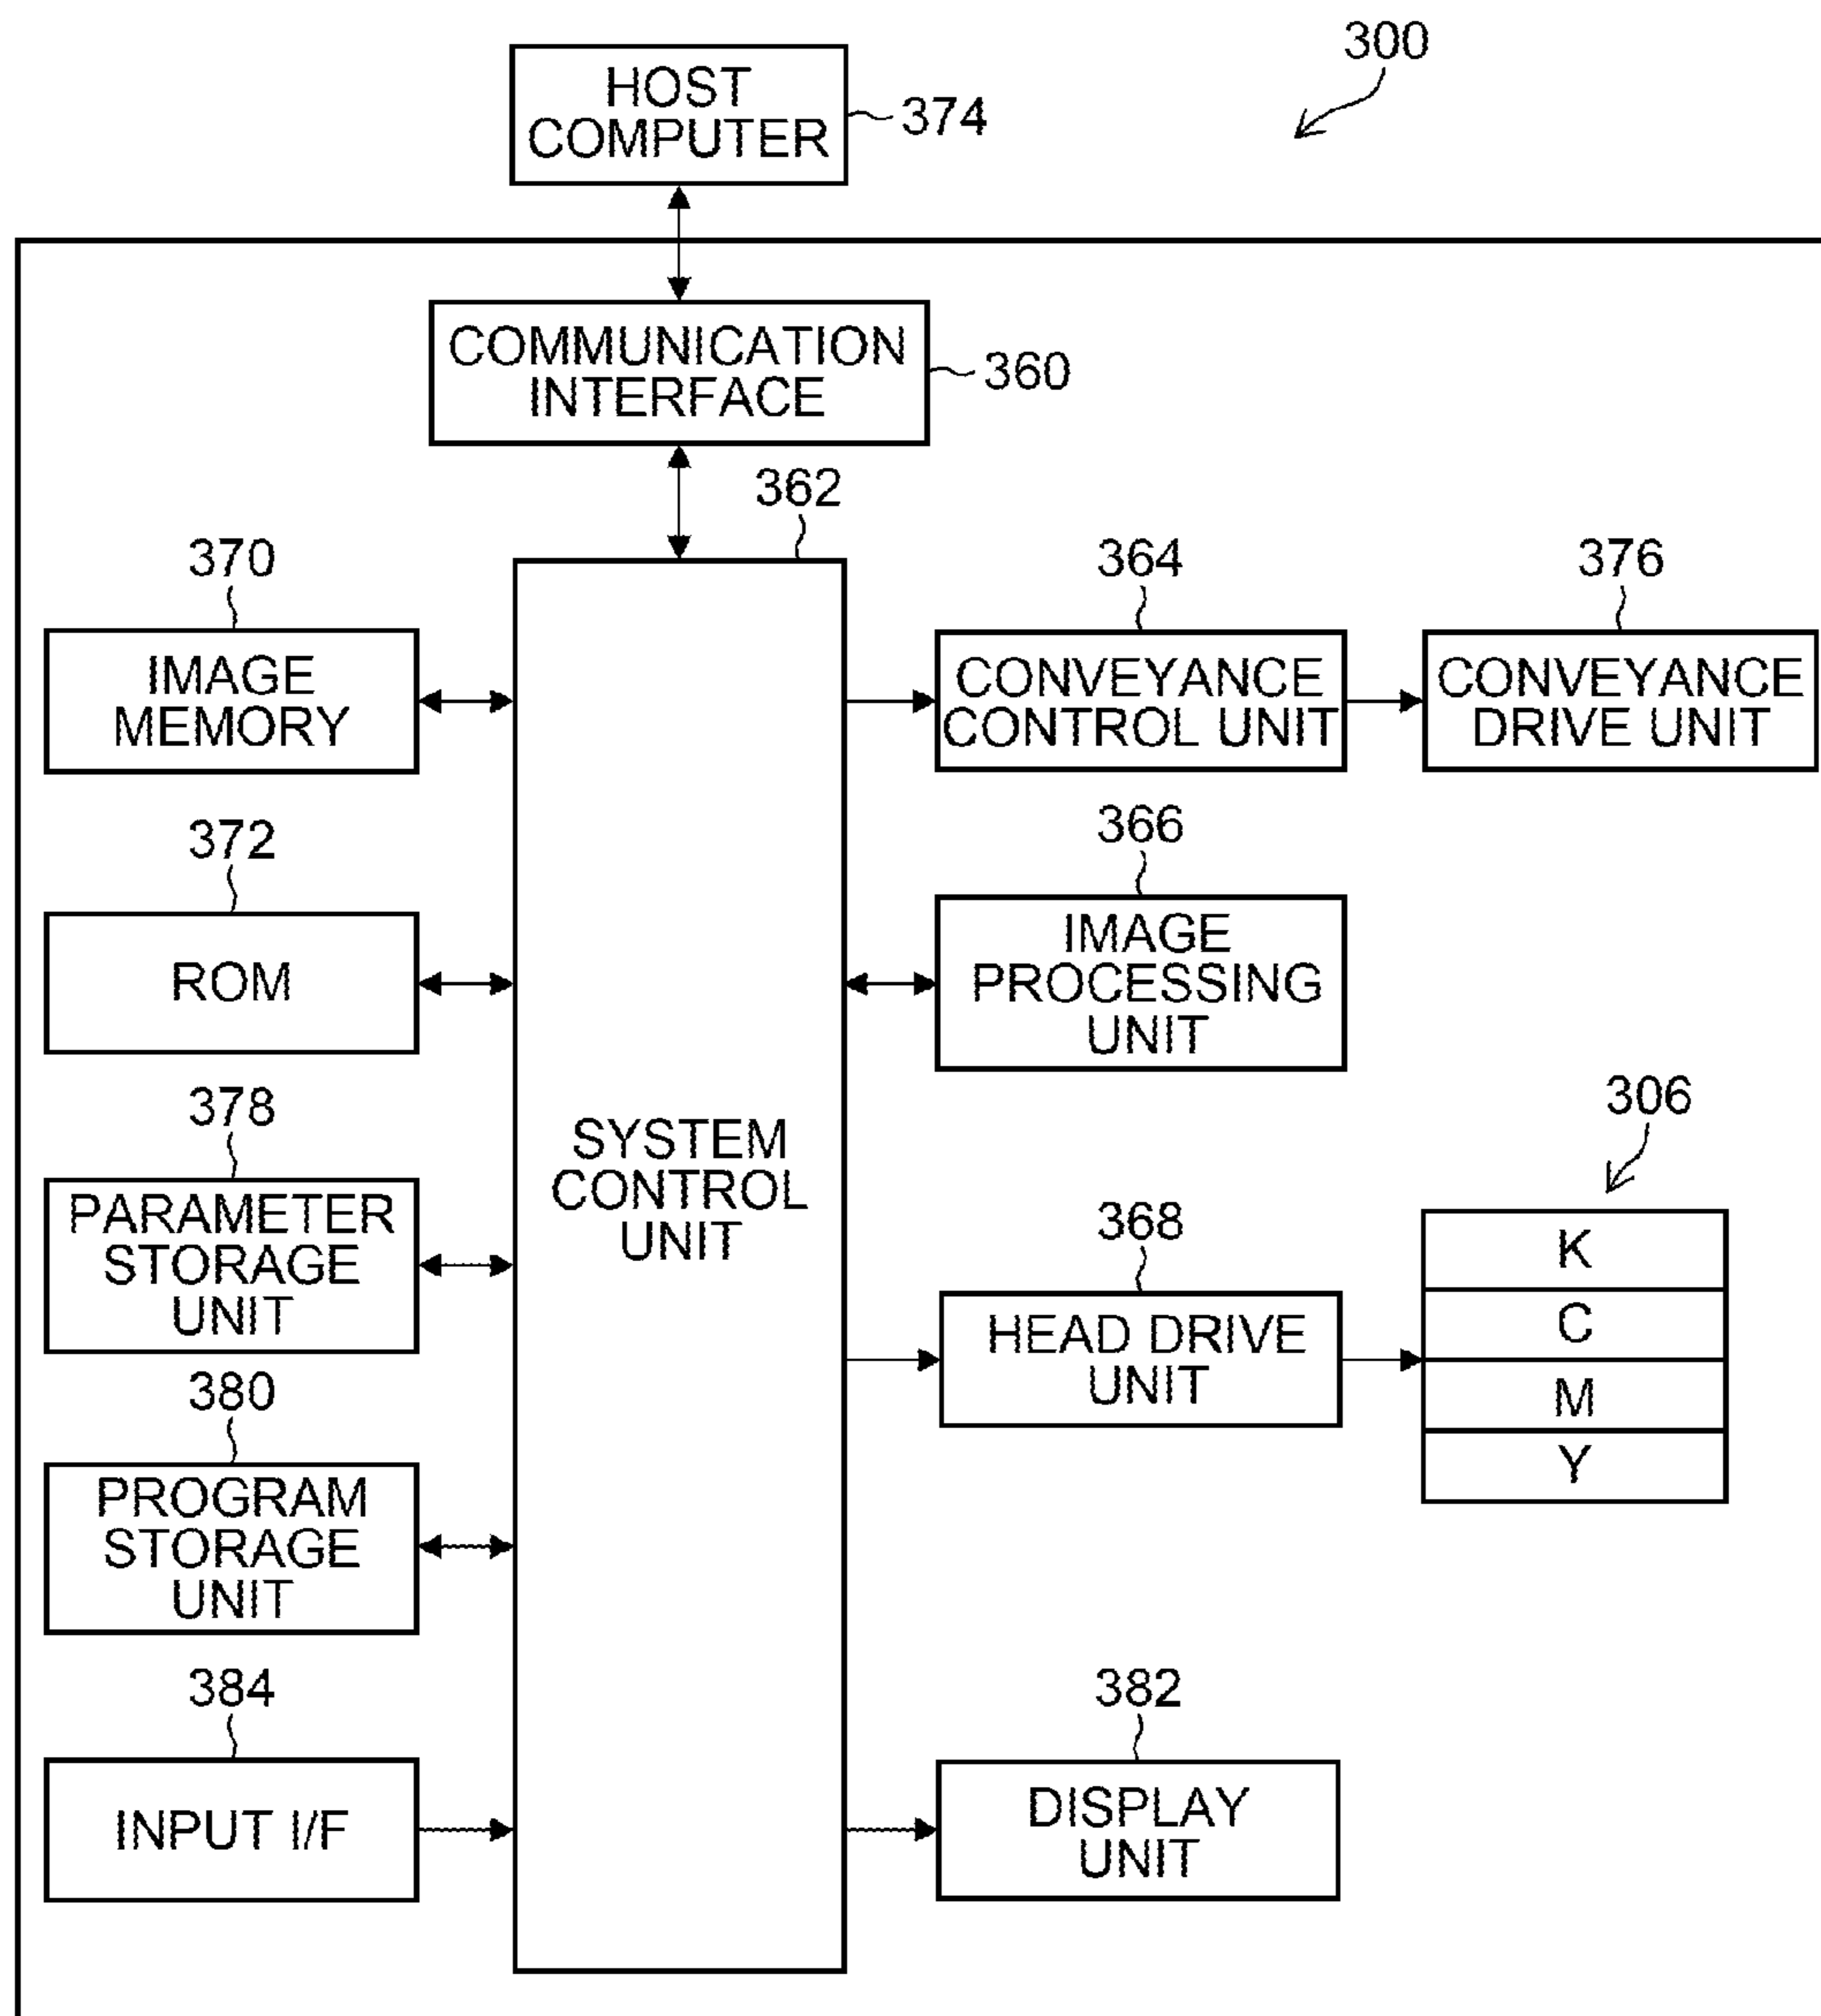 300
HOST
COMPUTER
374
COMMUNICATION
INTERFACE
360
362
370
IMAGE
MEMORY
364
CONVEYANCE
CONTROL UNIT
376
CONVEYANCE
DRIVE UNIT
372
ROM
366
IMAGE
PROCESSING
UNIT
378
PARAMETER
STORAGE
UNIT
SYSTEM
CONTROL
UNIT
306
K
C
M
Y
368
HEAD DRIVE
UNIT
380
PROGRAM
STORAGE
UNIT
384
INPUT I/F
382
DISPLAY
UNIT